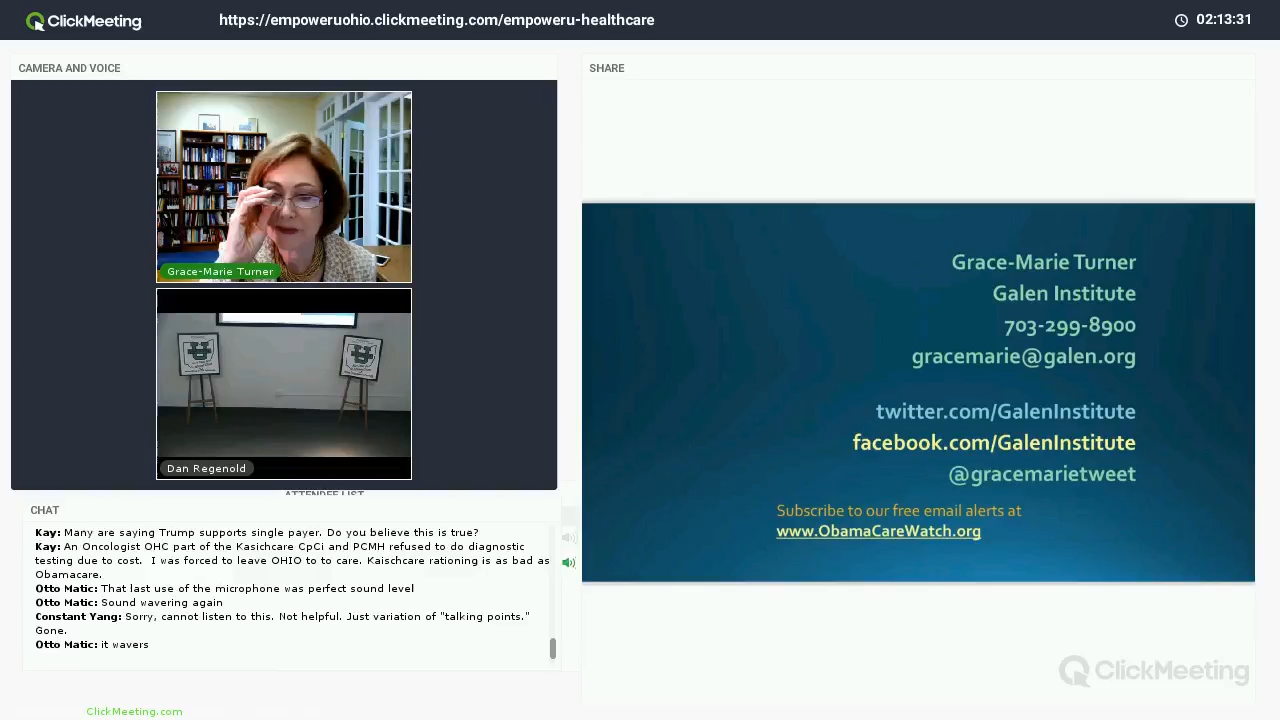 ClickMeeting
https://empoweruohio.clickmeeting.com/empoweru-healthcare
02:13:31
CAMERA AND VOICE
Grace-Marie Turner
Dan Regenold
ATTENDEE LIST
CHAT
Kay: Many are saying Trump supports single payer. Do you believe this is true?
Kay: An Oncologist OHC part of the Kasichcare CpCi and PCMH refused to do diagnostic
testing due to cost.  I was forced to leave OHIO to to care. Kaischcare rationing is as bad as
Obamacare.
Otto Matic: That last use of the microphone was perfect sound level
Otto Matic: Sound wavering again
Constant Yang: Sorry, cannot listen to this. Not helpful. Just variation of "talking points."
Gone.
Otto Matic: it wavers
ClickMeeting.com
SHARE
Grace-Marie Turner
Galen Institute
703-299-8900
gracemarie@galen.org
twitter.com/GalenInstitute
facebook.com/GalenInstitute
@gracemarietweet
Subscribe to our free email alerts at
www.ObamaCareWatch.org
ClickMeeting